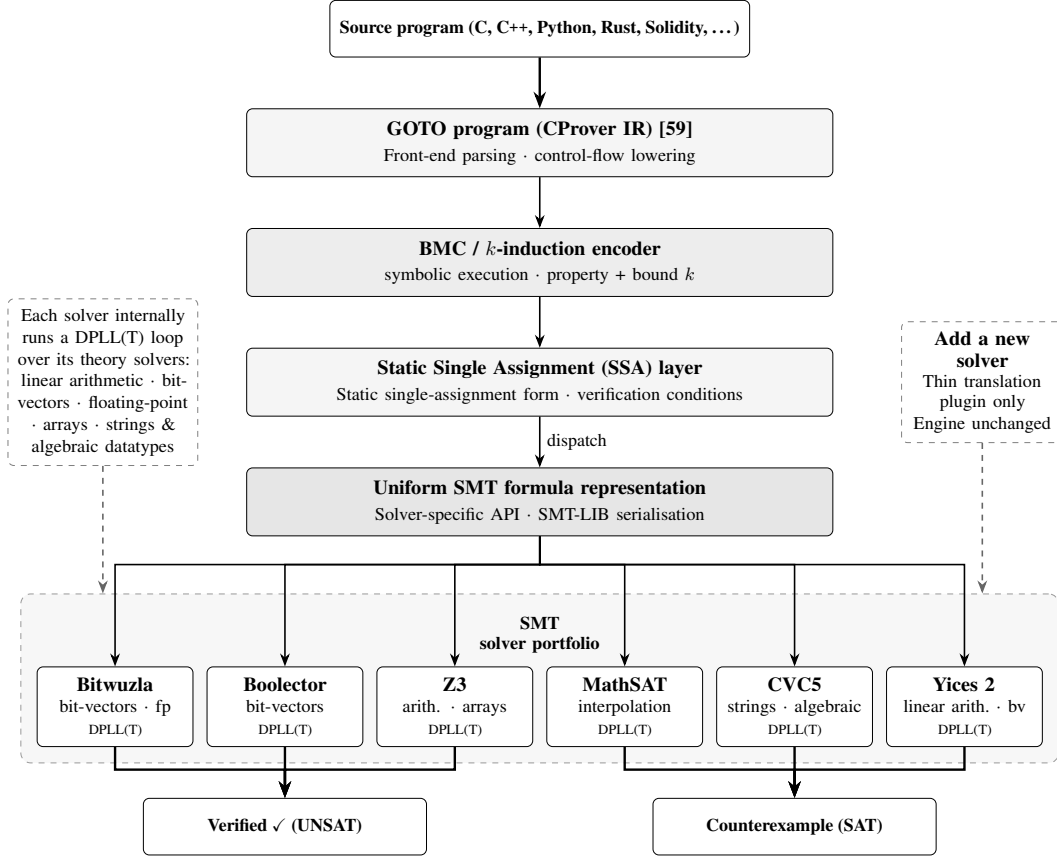 Source program (C, C++, Python, Rust, Solidity, …)
GOTO program (CProver IR) [59]
Front-end parsing · control-flow lowering
BMC / k-induction encoder
symbolic execution · property + bound k
Each solver internally
runs a DPLL(T) loop
over its theory solvers:
linear arithmetic · bit-
vectors · floating-point
· arrays · strings &
algebraic datatypes
Static Single Assignment (SSA) layer
Static single-assignment form · verification conditions
Add a new
solver
Thin translation
plugin only
Engine unchanged
dispatch
Uniform SMT formula representation
Solver-specific API · SMT-LIB serialisation
SMT
solver portfolio
Bitwuzla
bit-vectors · fp
DPLL(T)
Boolector
bit-vectors
DPLL(T)
Z3
arith. · arrays
DPLL(T)
MathSAT
interpolation
DPLL(T)
CVC5
strings · algebraic
DPLL(T)
Yices 2
linear arith. · bv
DPLL(T)
Verified ✓ (UNSAT)
Counterexample (SAT)